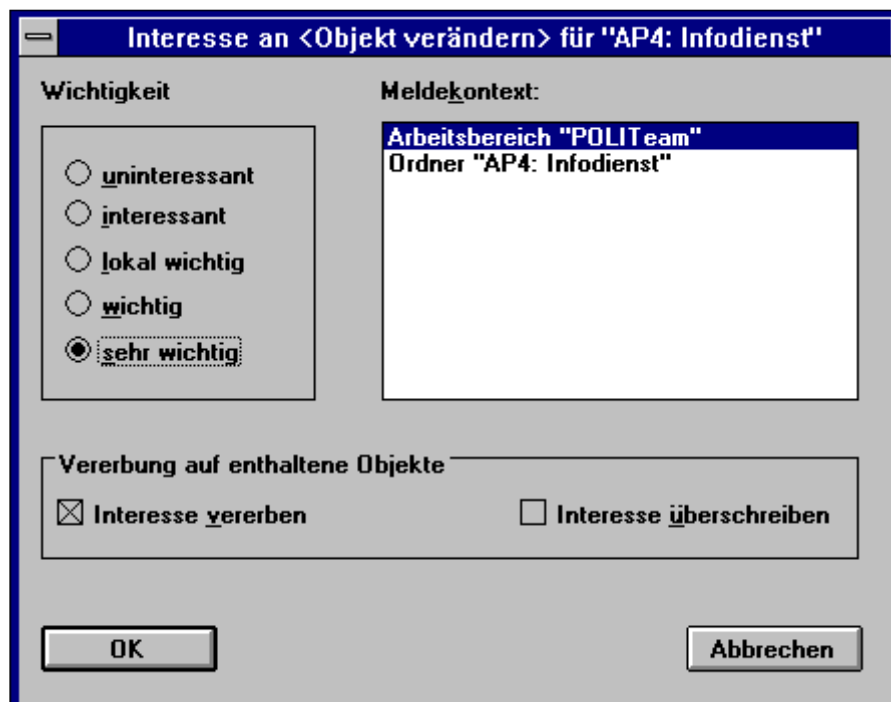 Interesse an <Objekt verändern> für "AP4: Infodienst"
Wichtigkeit
uninteressant
interessant
lokal wichtig
wichtig
sehr wichtig
Meldekontext:
Arbeitsbereich "POLITeam"
Ordner "AP4: Infodienst"
Vererbung auf enthaltene Objekte
Interesse vererben
Interesse überschreiben
OK
Abbrechen